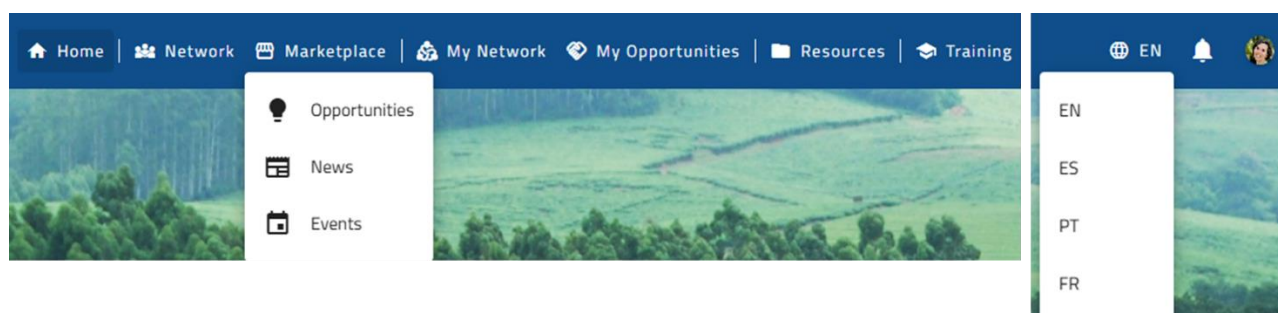 Home | Network Marketplace | My Network My Opportunities | Resources | Training
Opportunities
News
Events
EN
EN
ES
PT
FR